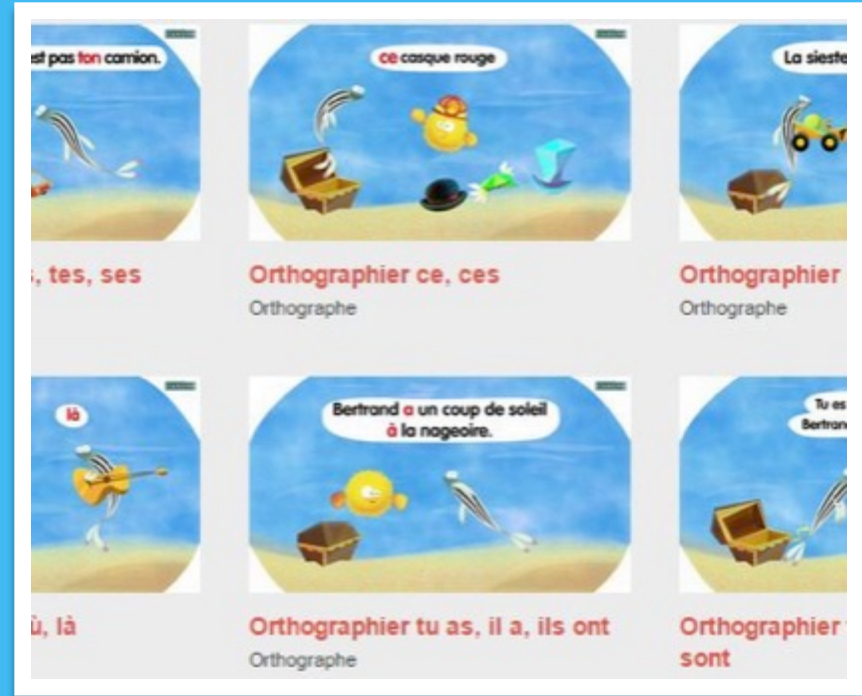 est pas ton camion.
ce casque rouge
La sieste
, tes, ses
Orthographier ce, ces
Orthographier
Orthographe
Orthographe
là
Bertrand a un coup de soleil
à la nageoire.
Tu es
ù, là
Orthographier tu as, il a, ils ont
Orthographier
sont
Orthographe